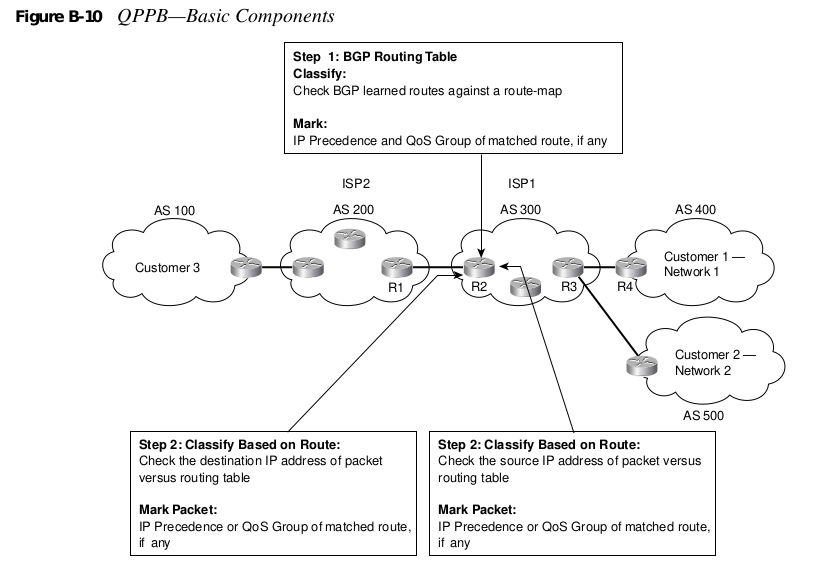 Figure B-10 QPPB—Basic Components
Step 1: BGP Routing Table
Classify:
Check BGP learned routes against a route-map
Mark:
IP Precedence and QoS Group of matched route, if any
ISP2
ISP1
AS 100
AS 200
AS 300
AS 400
Customer 3
R1
R2
R3
R4
Customer 1 —
Network 1
Customer 2 —
Network 2
AS 500
Step 2: Classify Based on Route:
Check the destination IP address of packet
versus routing table
Mark Packet:
IP Precedence or QoS Group of matched route,
if any
Step 2: Classify Based on Route:
Check the source IP address of packet versus
routing table
Mark Packet:
IP Precedence or QoS Group of matched route,
if any